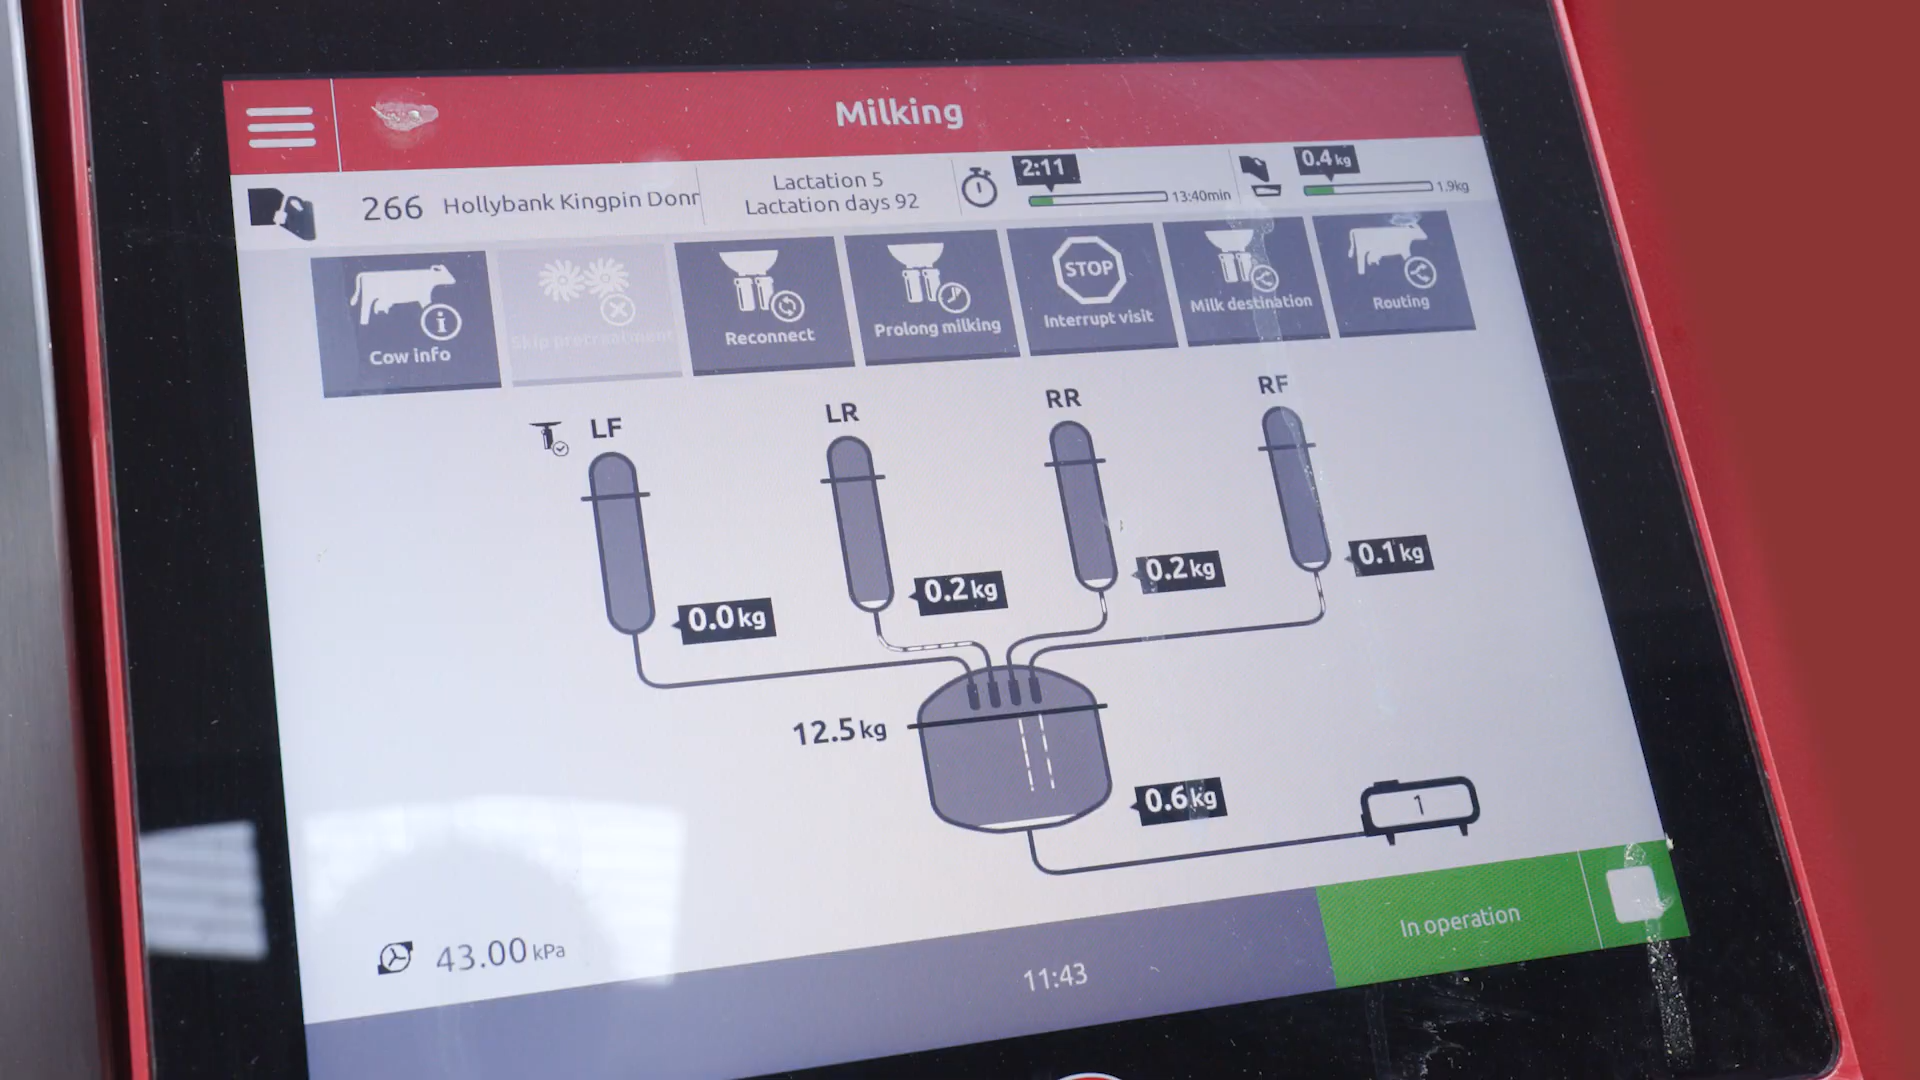 Milking
266 Hollybank Kingpin Donr
Lactation 5
Lactation days 92
2:11
13:40min
0.4 kg
1.9kg
Cow info
Skip pretreatment
Reconnect
Prolong milking
STOP
Interrupt visit
Milk destination
Routing
LF
LR
RR
RF
0.0 kg
0.2 kg
0.2 kg
0.1 kg
12.5 kg
0.6 kg
1
43.00 kPa
11:43
In operation